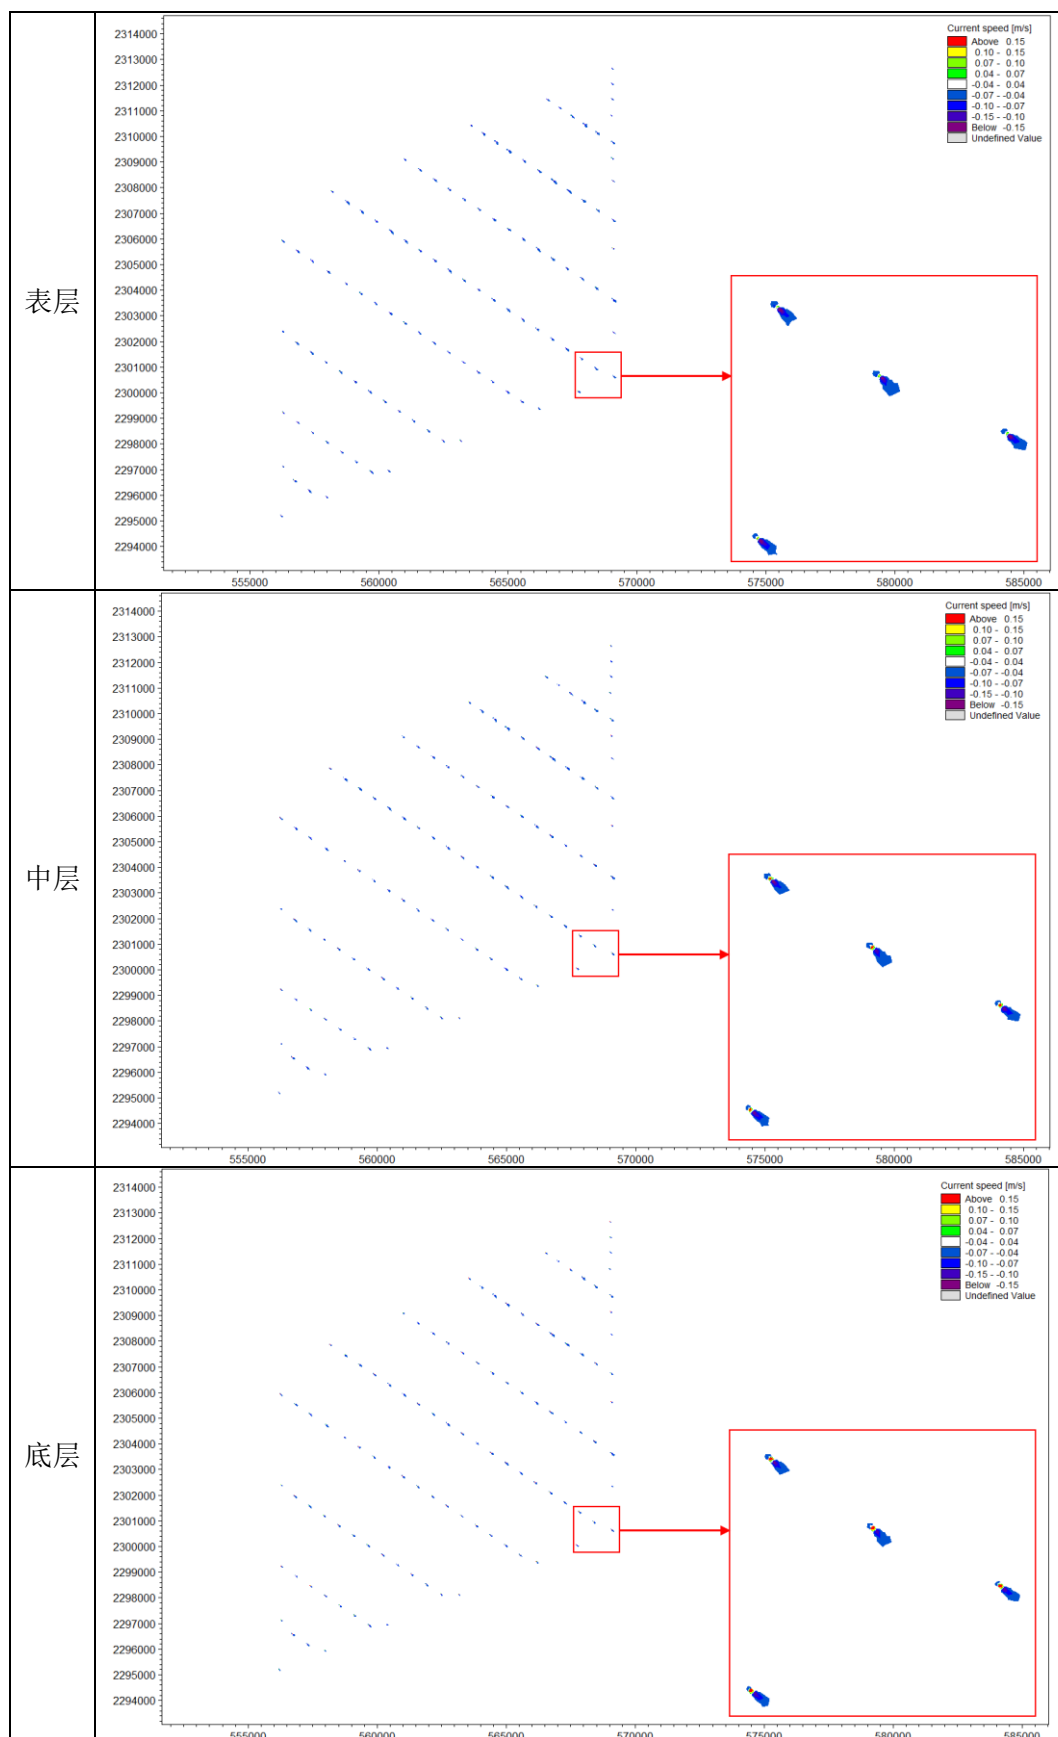 表层
2314000
2313000
2312000
2311000
2310000
2309000
2308000
2307000
2306000
2305000
2304000
2303000
2302000
2301000
2300000
2299000
2298000
2297000
2296000
2295000
2294000
555000 560000 565000 570000 575000 580000 585000
Current speed [m/s]
Above 0.15
0.10 - 0.15
0.07 - 0.10
0.04 - 0.07
-0.04 - 0.04
-0.07 - -0.04
-0.10 - -0.07
-0.15 - -0.10
Below -0.15
Undefined Value
中层
2314000
2313000
2312000
2311000
2310000
2309000
2308000
2307000
2306000
2305000
2304000
2303000
2302000
2301000
2300000
2299000
2298000
2297000
2296000
2295000
2294000
555000 560000 565000 570000 575000 580000 585000
Current speed [m/s]
Above 0.15
0.10 - 0.15
0.07 - 0.10
0.04 - 0.07
-0.04 - 0.04
-0.07 - -0.04
-0.10 - -0.07
-0.15 - -0.10
Below -0.15
Undefined Value
底层
2314000
2313000
2312000
2311000
2310000
2309000
2308000
2307000
2306000
2305000
2304000
2303000
2302000
2301000
2300000
2299000
2298000
2297000
2296000
2295000
2294000
555000 560000 565000 570000 575000 580000 585000
Current speed [m/s]
Above 0.15
0.10 - 0.15
0.07 - 0.10
0.04 - 0.07
-0.04 - 0.04
-0.07 - -0.04
-0.10 - -0.07
-0.15 - -0.10
Below -0.15
Undefined Value